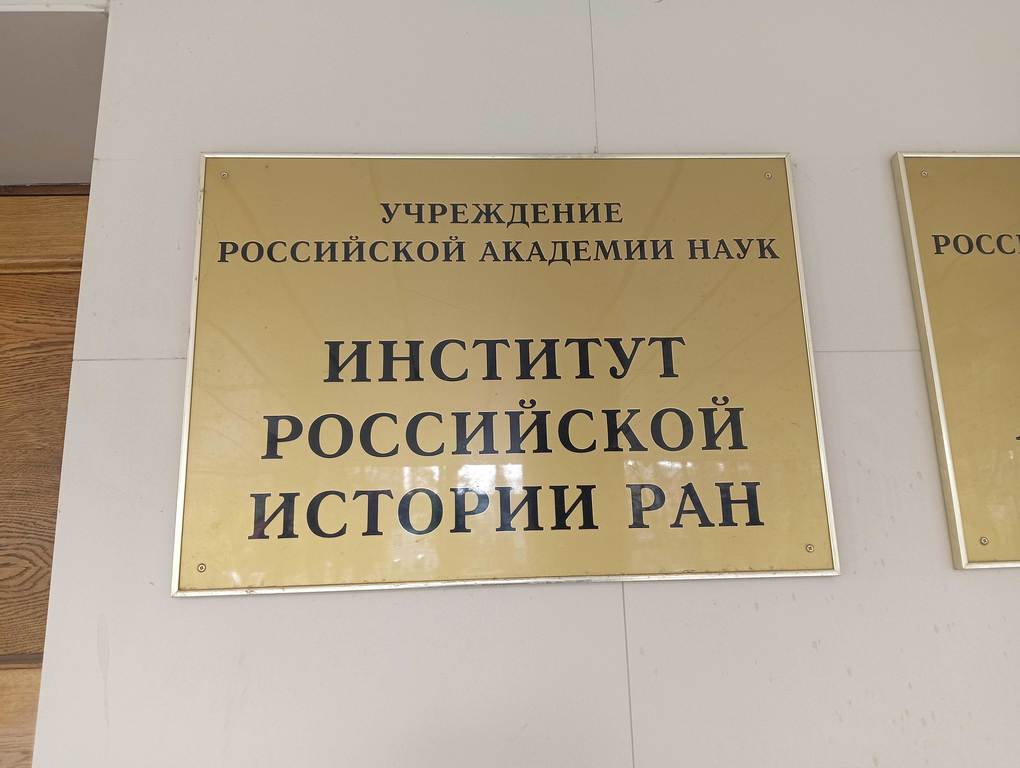 УЧРЕЖДЕНИЕ
РОССИЙСКОЙ АКАДЕМИИ НАУК
ИНСТИТУТ
РОССИЙСКОЙ
ИСТОРИИ РАН